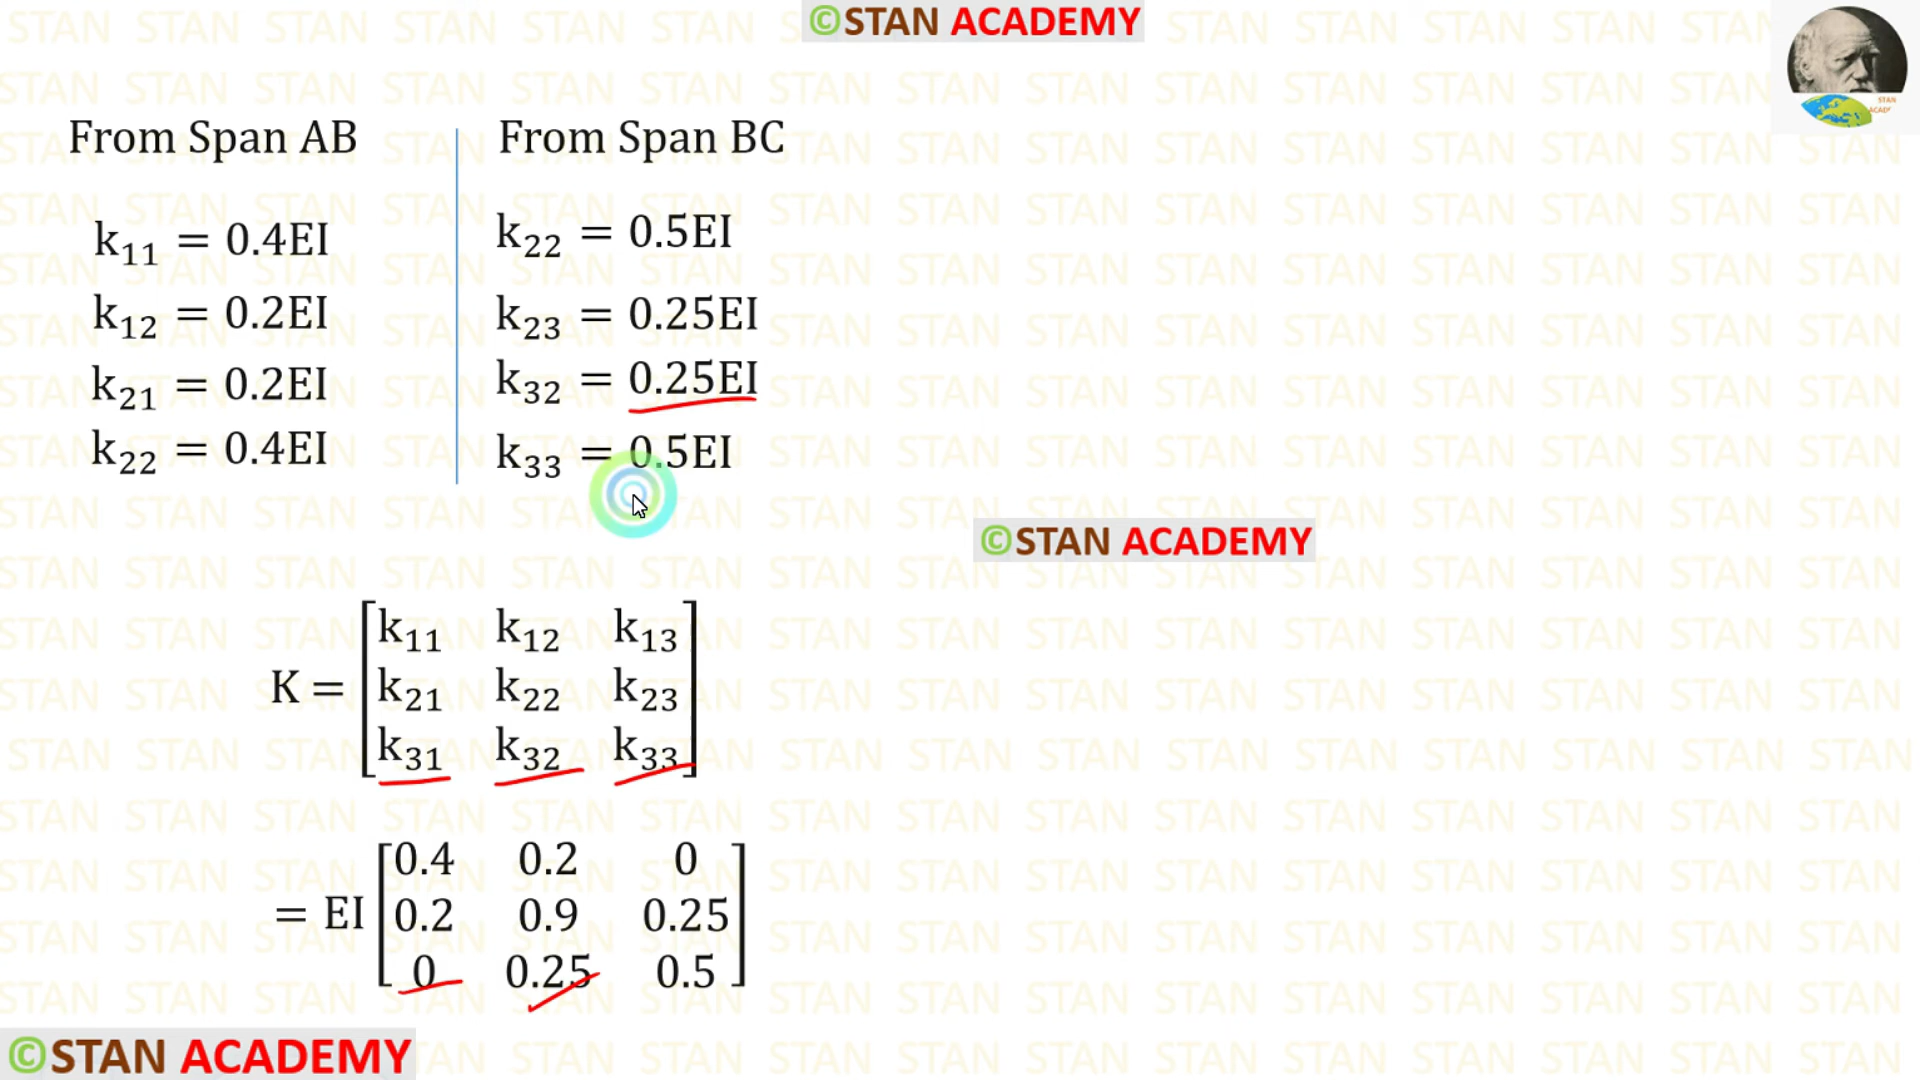 ©STAN ACADEMY
STAN
ACADEMY
From Span AB
k₁₁ = 0.4EI
k₁₂ = 0.2EI
k₂₁ = 0.2EI
k₂₂ = 0.4EI
From Span BC
k₂₂ = 0.5EI
k₂₃ = 0.25EI
k₃₂ = 0.25EI
k₃₃ = 0.5EI
©STAN ACADEMY
K = [k₁₁ k₁₂ k₁₃
k₂₁ k₂₂ k₂₃
k₃₁ k₃₂ k₃₃]
= EI [0.4 0.2 0
0.2 0.9 0.25
0 0.25 0.5]
©STAN ACADEMY